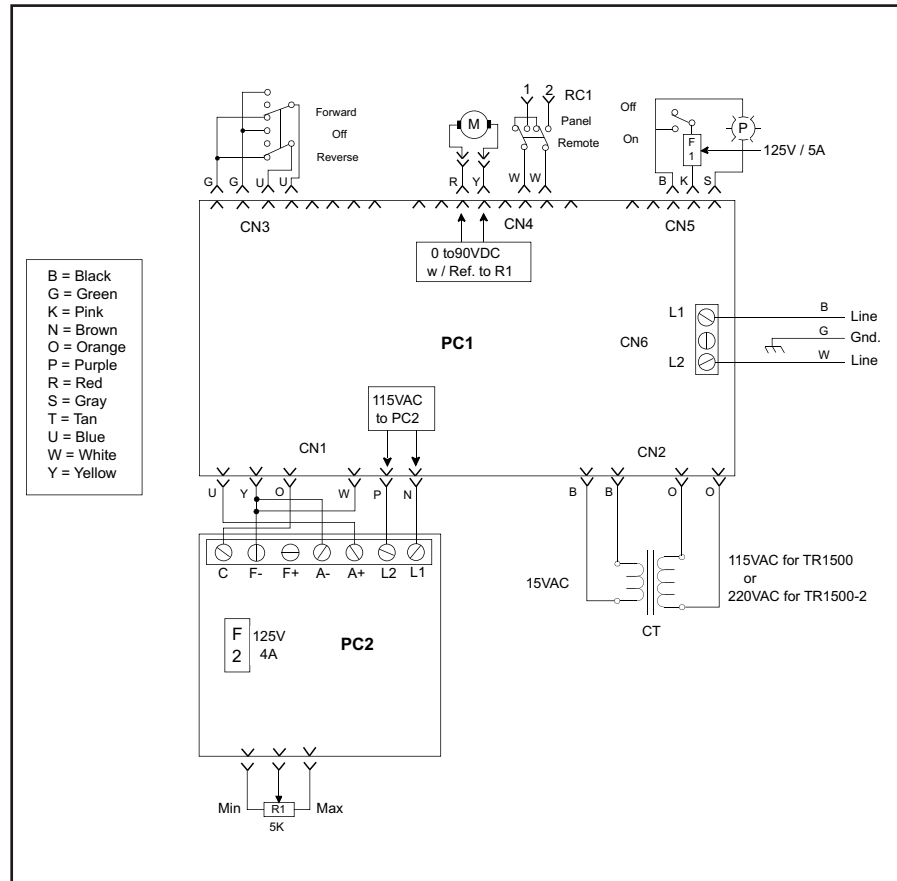 1 2 RC1
Forward
Off
Reverse
M
Panel
Remote
Off
On
F
1
P
125V / 5A
G G U U
R Y W W
B K S
CN3
CN4
CN5
0 to90VDC
w / Ref. to R1
B = Black
G = Green
K = Pink
N = Brown
O = Orange
P = Purple
R = Red
S = Gray
T = Tan
U = Blue
W = White
Y = Yellow
PC1
L1
CN6
L2
B Line
G Gnd.
W Line
115VAC
to PC2
CN1
CN2
U Y O W P N
B B O O
C F- F+ A- A+ L2 L1
15VAC
115VAC for TR1500
or
220VAC for TR1500-2
CT
F
2
125V
4A
PC2
Min R1 Max
5K